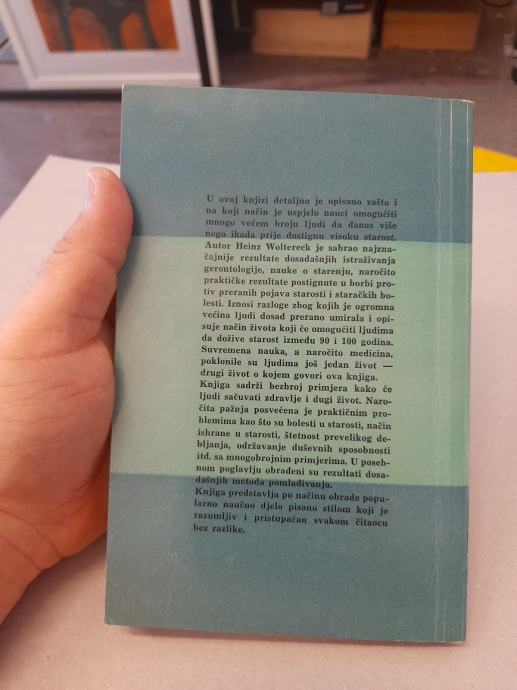 U ovoj knjizi detaljno je opisano zašto i
na koji način je uspjelo nauci omogućiti
mnogo većem broju ljudi da danas više
nego ikada prije dostignu visoku starost.
Autor Heinz Woltereck je sabrao najzna-
čajnije rezultate dosadašnjih istraživanja
gerontologije, nauke o starenju, naročito
praktičke rezultate postignute u borbi pro-
tiv preranih pojava starosti i staračkih bo-
lesti. Iznosi razloge zbog kojih je ogromna
većina ljudi dosad prerano umirala i opi-
suje način života koji će omogućiti ljudima
da dožive starost između 90 i 100 godina.
Suvremena nauka, a naročito medicina,
poklonile su ljudima još jedan život —
drugi život o kojem govori ova knjiga.
Knjiga sadrži bezbroj primjera kako će
ljudi sačuvati zdravlje i dugi život. Naro-
čita pažnja posvećena je praktičnim pro-
blemima kao što su bolesti u starosti, način
ishrane u starosti, štetnost prevelikog de-
bljanja, održavanje duševnih sposobnosti
itd. sa mnogobrojnim primjerima. U poseb-
nom poglavlju obrađeni su rezultati dosa-
dašnjih metoda pomlađivanja.
Knjiga predstavlja po načinu obrade popu-
larno naučno djelo pisano stilom koji je
razumljiv i pristupačan svakom čitaocu
bez razlike.